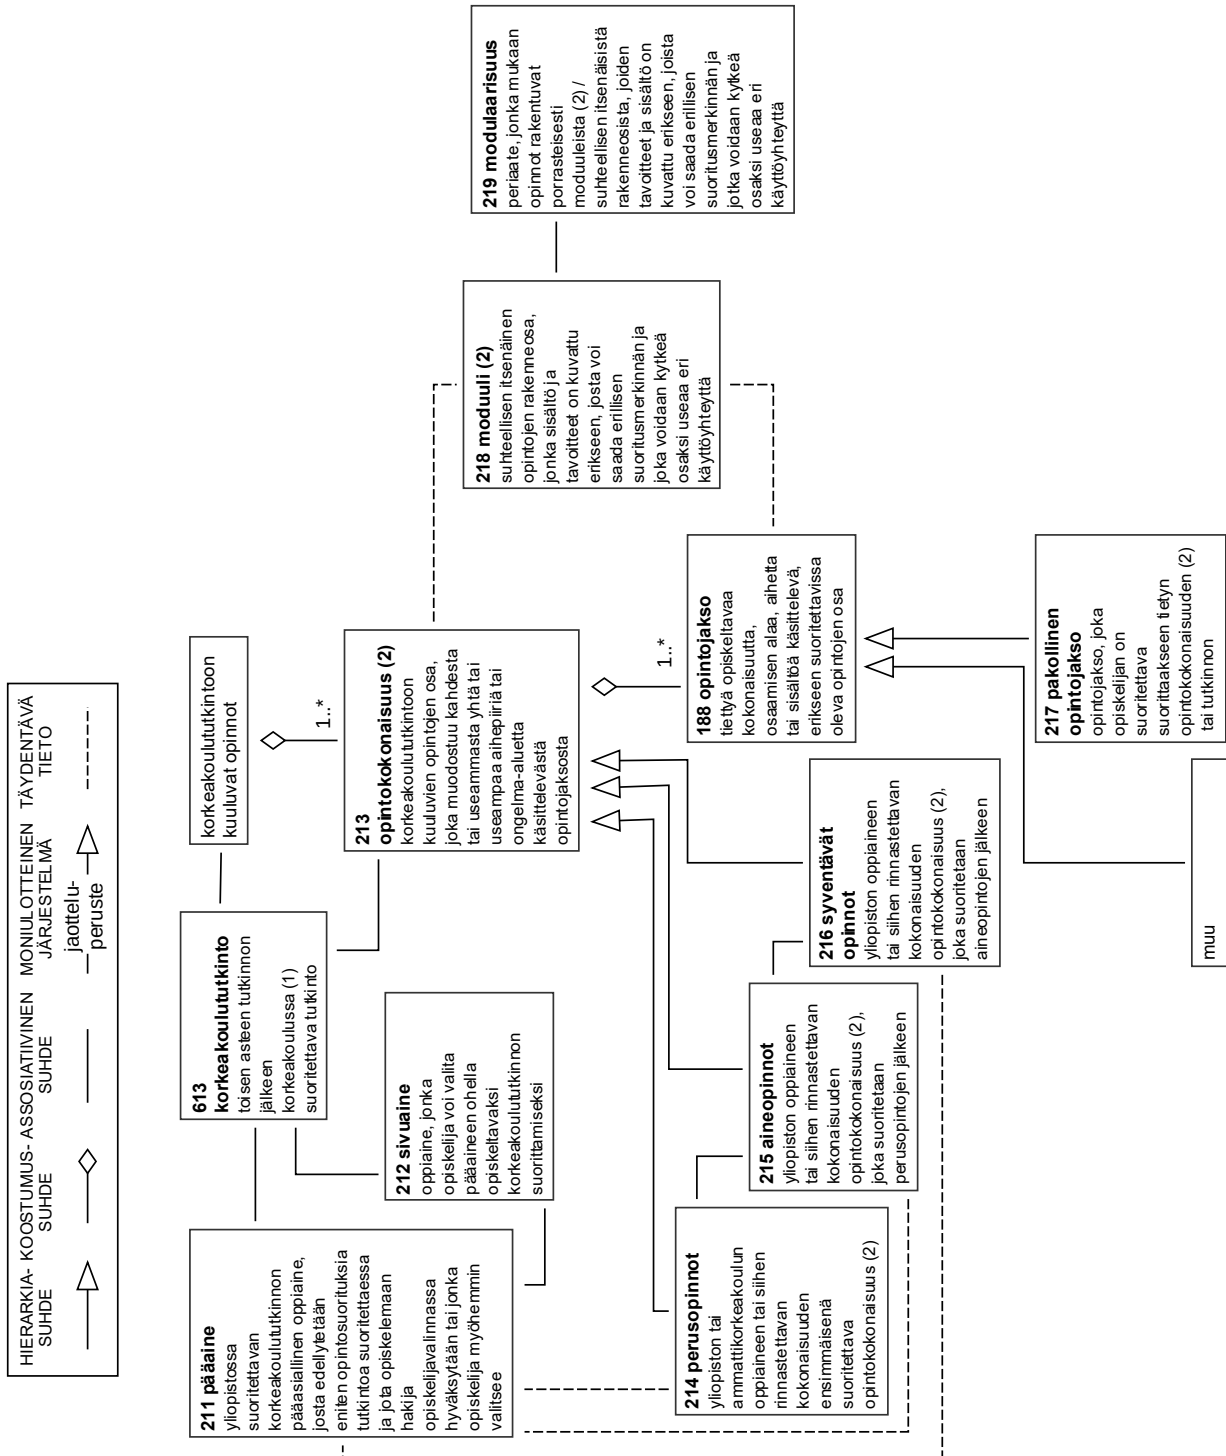 HIERARKIA- KOOSTUMUS- ASSOSIATIIVINEN MONIULOTTEINEN TÄYDENTÄVÄ
SUHDE SUHDE SUHDE JÄRJESTELMÄ TIETO
jaottelu-
peruste
211 pääaine
yliopistossa
suoritettavan
korkeakoulututkinnon
pääasiallinen oppiaine,
josta edellytetään
eniten opintosuorituksia
tutkintoa suoritettaessa
ja jota opiskelemaan
hakija
opiskelijavalinnassa
hyväksytään tai jonka
opiskelija myöhemmin
valitsee
613
korkeakoulututkinto
toisen asteen tutkinnon
jälkeen
korkeakoulussa (1)
suoritettava tutkinto
korkeakoulututkintoon
kuuluvat opinnot
1..*
212 sivuaine
oppiaine, jonka
opiskelija voi valita
pääaineen ohella
opiskeltavaksi
korkeakoulututkinnon
suorittamiseksi
213
opintokokonaisuus (2)
korkeakoulututkintoon
kuuluvien opintojen osa,
joka muodostuu kahdesta
tai useammasta yhtä tai
useampaa aihepiiriä tai
ongelma-aluetta
käsittelevästä
opintojaksosta
1..*
218 moduuli (2)
suhteellisen itsenäinen
opintojen rakenneosa,
jonka sisältö ja
tavoitteet on kuvattu
erikseen, josta voi
saada erillisen
suoritusmerkinnän ja
joka voidaan kytkeä
osaksi useaa eri
käyttöyhteyttä
219 modulaarisuus
periaate, jonka mukaan
opinnot rakentuvat
porrasteisesti
moduuleista (2) /
suhteellisen itsenäisistä
rakenneosista, joiden
tavoitteet ja sisältö on
kuvattu erikseen, joista
voi saada erillisen
suoritusmerkinnän ja
jotka voidaan kytkeä
osaksi useaa eri
käyttöyhteyttä
214 perusopinnot
yliopiston tai
ammattikorkeakoulun
oppiaineen tai siihen
rinnastettavan
kokonaisuuden
ensimmäisenä
suoritettava
opintokokonaisuus (2)
215 aineopinnot
yliopiston oppiaineen
tai siihen rinnastettavan
kokonaisuuden
opintokokonaisuus (2),
joka suoritetaan
perusopintojen jälkeen
216 syventävät
opinnot
yliopiston oppiaineen
tai siihen rinnastettavan
kokonaisuuden
opintokokonaisuus (2),
joka suoritetaan
aineopintojen jälkeen
188 opintojakso
tiettyä opiskeltavaa
kokonaisuutta,
osaamisen alaa, aihetta
tai sisältöä käsittelevä,
erikseen suoritettavissa
oleva opintojen osa
217 pakollinen
opintojakso
opintojakso, joka
opiskelijan on
suoritettava
suorittaakseen tietyn
opintokokonaisuuden (2)
tai tutkinnon
muu